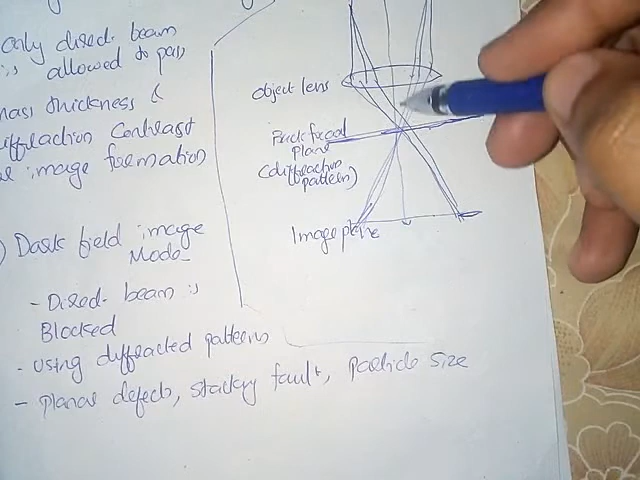 only direct beam
is allowed to pass
mass thickness &
diffraction Contrast
image formation
Dark field image
Mode
- Direct beam is
Blocked
- using diffracted patterns
- Planar defects, stacking fault, particle size
Object lens
Back focal
plane
(diffraction
pattern)
Image plane